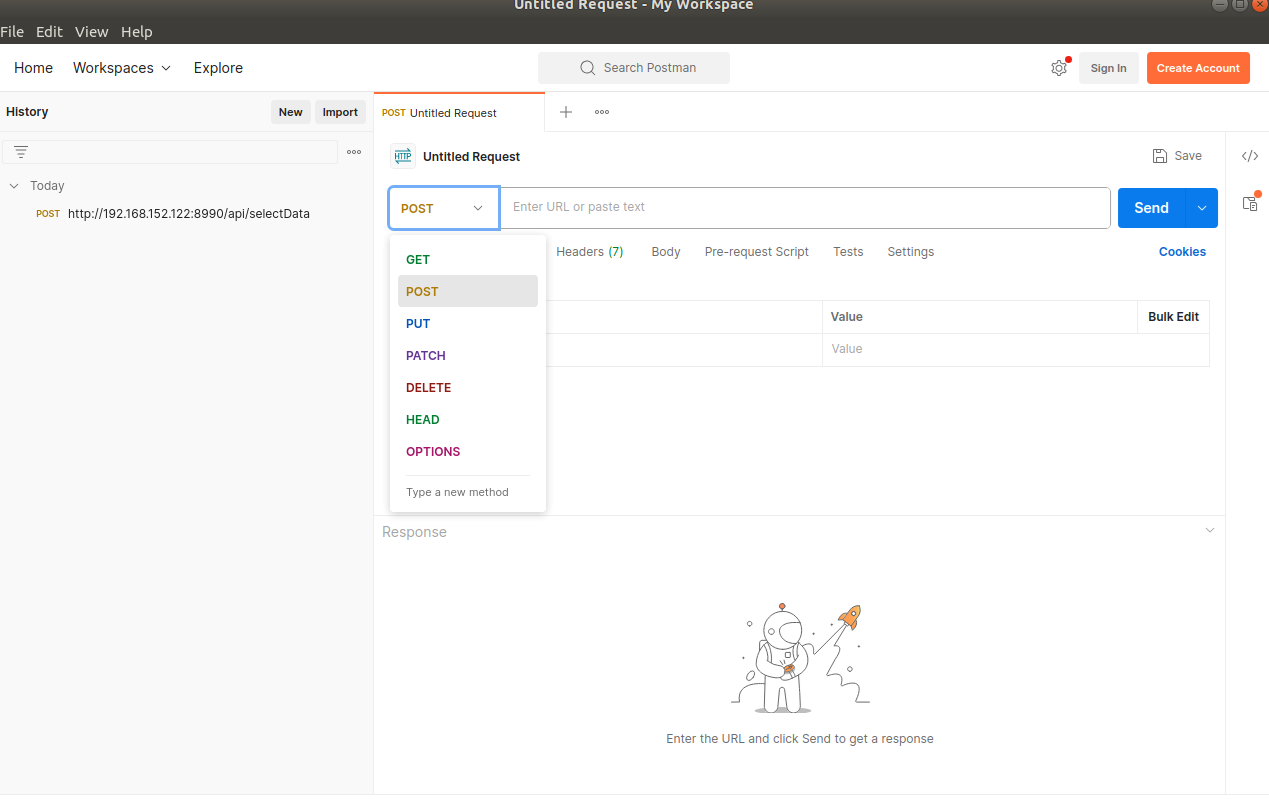 Untitled Request - My Workspace
File Edit View Help
Home Workspaces Explore
Search Postman
Sign In
Create Account
History
New
Import
POST Untitled Request
HTTP
Untitled Request
Save
Today
POST http://192.168.152.122:8990/api/selectData
POST
Enter URL or paste text
Send
Headers (7) Body Pre-request Script Tests Settings
Cookies
GET
POST
PUT
PATCH
DELETE
HEAD
OPTIONS
Type a new method
Value
Bulk Edit
Value
Response
Enter the URL and click Send to get a response